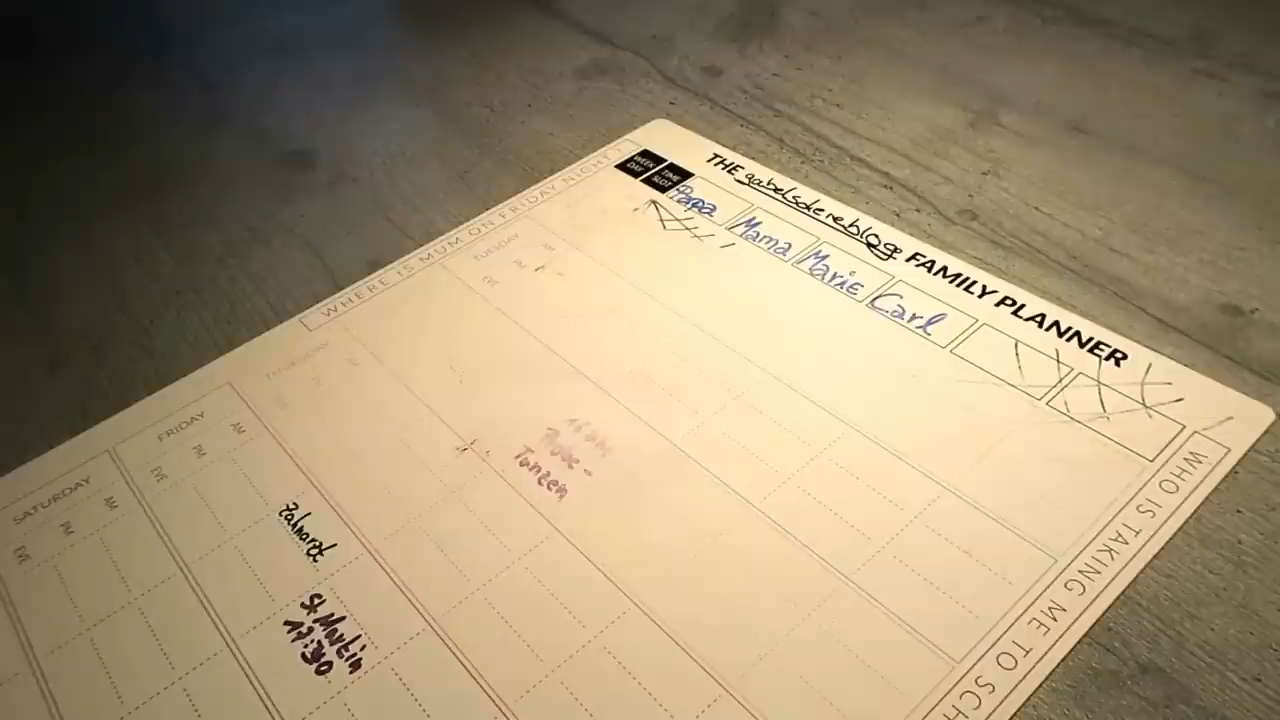 THE gabelschereblog FAMILY PLANNER
WEEK DAY
TIME SLOT
Papa
Mama
Marie
Carl
WHERE IS MUM ON FRIDAY NIGHT?
TUESDAY
AM
PM
EVE
THURSDAY
Tanzen
FRIDAY
AM
PM
EVE
Zahnarzt
St Martin
17:30
SATURDAY
AM
PM
EVE
WHO IS TAKING ME TO SCH